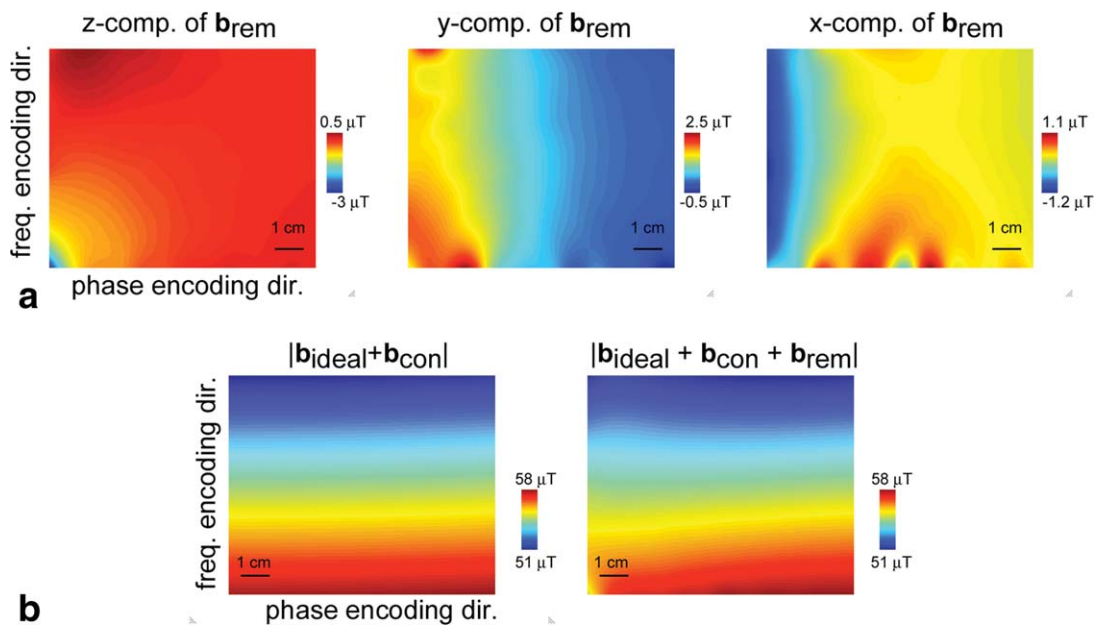 z-comp. of brem
y-comp. of brem
x-comp. of brem
freq. encoding dir.
0.5 μT
-3 μT
1 cm
2.5 μT
-0.5 μT
1 cm
1.1 μT
-1.2 μT
1 cm
phase encoding dir.
a
|bideal+bcon|
|bideal + bcon + brem|
freq. encoding dir.
58 μT
51 μT
1 cm
58 μT
51 μT
1 cm
phase encoding dir.
b